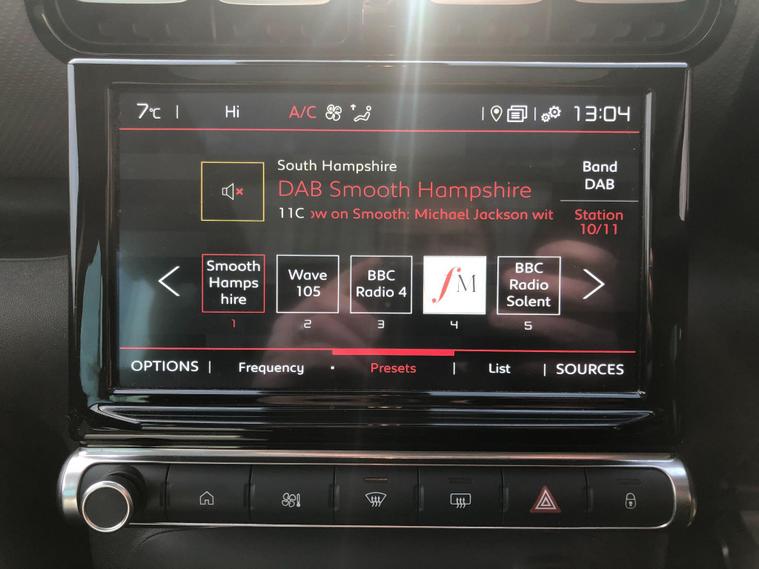 7°C | Hi A/C | | 13:04
South Hampshire
DAB Smooth Hampshire
11C ow on Smooth: Michael Jackson wit
Band
DAB
Station
10/11
Smooth
Hamps
hire
1
Wave
105
2
BBC
Radio 4
3
fM
4
BBC
Radio
Solent
5
OPTIONS | Frequency Presets | List | SOURCES